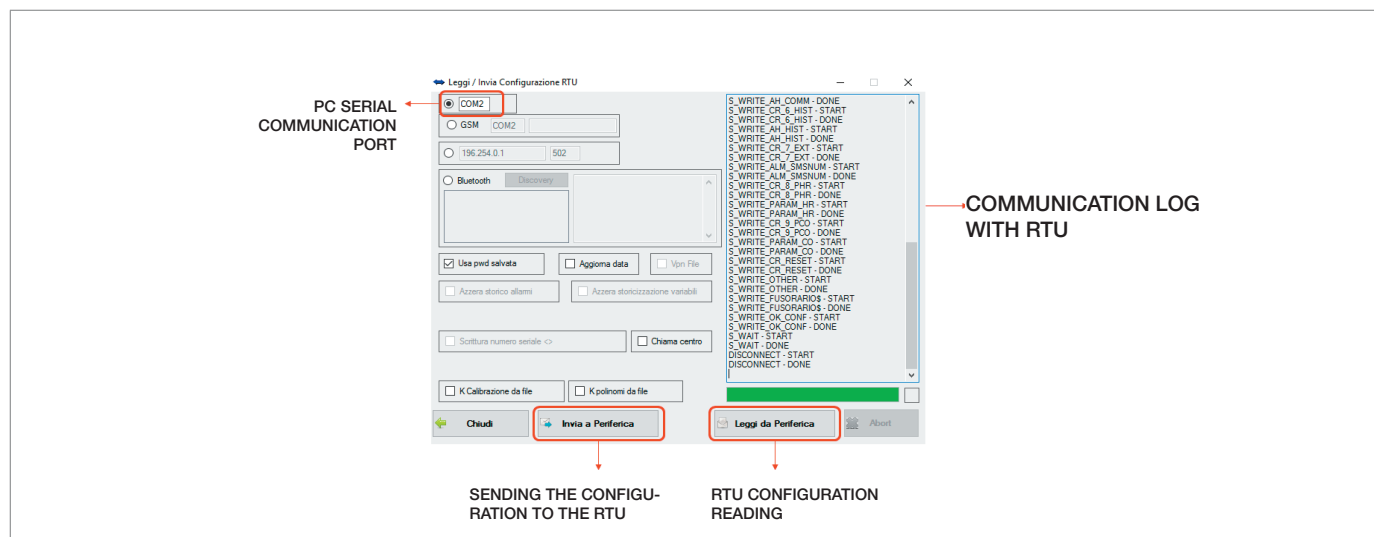 Leggi / Invia Configurazione RTU
PC SERIAL
COMMUNICATION
PORT
COM2
GSM COM2
196.254.0.1 502
Bluetooth Discovery
Usa pwd salvata Aggiorna data Vpn File
Azzera storico allarmi Azzera storicizzazione variabili
Scrittura numero seriale <> Chiama centro
K Calibrazione da file K polinomi da file
Chiudi Invia a Periferica Leggi da Periferica Abort
S_WRITE_AH_COMM - DONE
S_WRITE_CR_6_HIST - START
S_WRITE_CR_6_HIST - DONE
S_WRITE_AH_HIST - START
S_WRITE_AH_HIST - DONE
S_WRITE_CR_7_EXT - START
S_WRITE_CR_7_EXT - DONE
S_WRITE_ALM_SMSNUM - START
S_WRITE_ALM_SMSNUM - DONE
S_WRITE_CR_8_PHR - START
S_WRITE_CR_8_PHR - DONE
S_WRITE_PARAM_HR - START
S_WRITE_PARAM_HR - DONE
S_WRITE_CR_9_PCO - START
S_WRITE_CR_9_PCO - DONE
S_WRITE_PARAM_CO - START
S_WRITE_PARAM_CO - DONE
S_WRITE_CR_RESET - START
S_WRITE_CR_RESET - DONE
S_WRITE_OTHER - START
S_WRITE_OTHER - DONE
S_WRITE_FUSORARIO$ - START
S_WRITE_FUSORARIO$ - DONE
S_WRITE_OK_CONF - START
S_WRITE_OK_CONF - DONE
S_WAIT - START
S_WAIT - DONE
DISCONNECT - START
DISCONNECT - DONE
COMMUNICATION LOG
WITH RTU
SENDING THE CONFIGU-
RATION TO THE RTU
RTU CONFIGURATION
READING